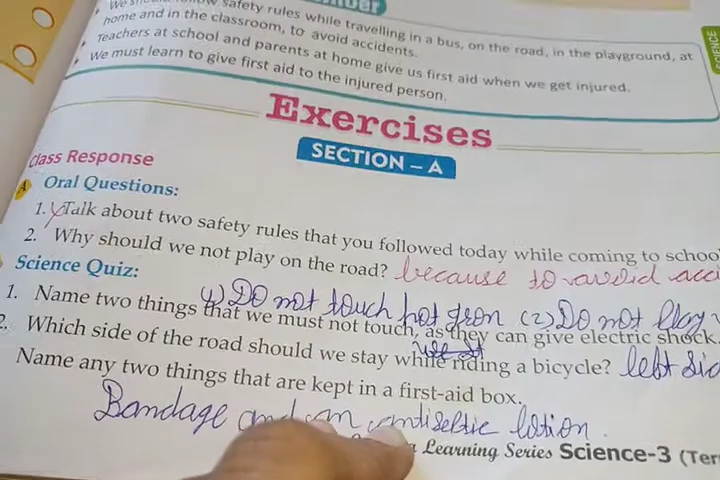 safety rules while travelling in a bus, on the road, in the playground, at
home and in the classroom, to avoid accidents.
Teachers at school and parents at home give us first aid when we get injured.
We must learn to give first aid to the injured person.
SCIENCE
Exercises
SECTION – A
Class Response
A Oral Questions:
1. Talk about two safety rules that you followed today while coming to schoo
2. Why should we not play on the road? because to avoid acci
Science Quiz:
(1) Do not touch hot iron (2) Do not play
1. Name two things that we must not touch, as they can give electric shock.
2. Which side of the road should we stay while riding a bicycle? left sid
Name any two things that are kept in a first-aid box.
Bandage and can antiseltic lotion.
Learning Series Science-3 (Ter